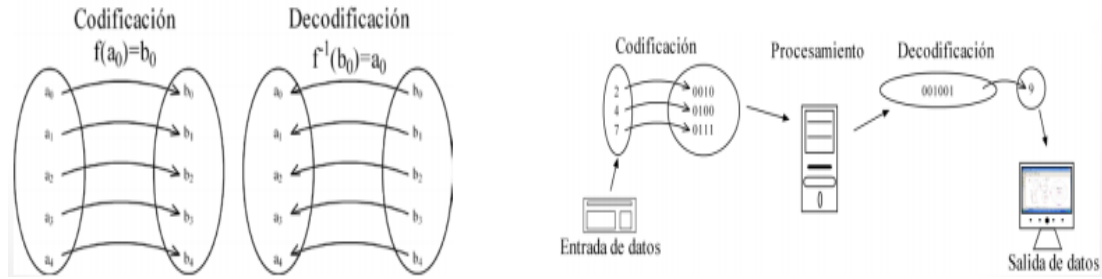 Codificación
f(a0)=b0
a0 b0
a1 b1
a2 b2
a3 b3
a4 b4
Decodificación
f-1(b0)=a0
a0 b0
a1 b1
a2 b2
a3 b3
a4 b4
Codificación
2 0010
4 0100
7 0111
Entrada de datos
Procesamiento
Decodificación
001001 9
Salida de datos